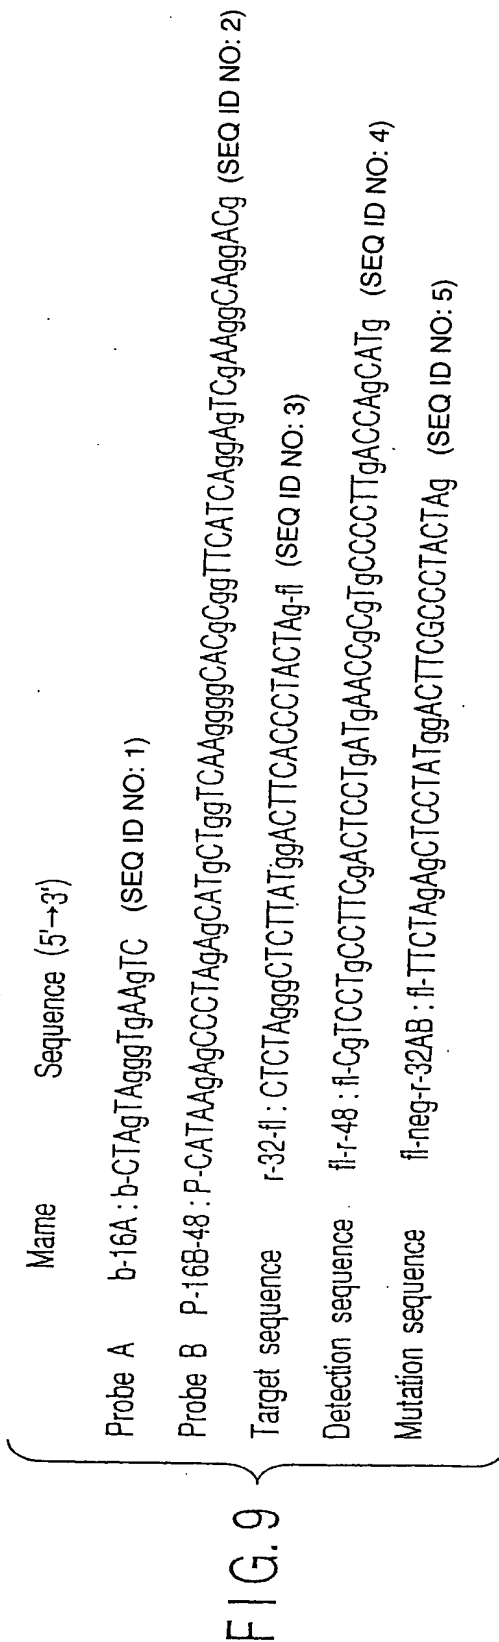 Mame Sequence (5'→3')
Probe A b-16A : b-CTAgTAgggTgAAgTC (SEQ ID NO: 1)
Probe B P-16B-48 : P-CATAAgAgCCCTAgAgCATgCTggTCAAggggCACgCggTTCATCAggAgTCgAAggCAggACg (SEQ ID NO: 2)
Target sequence r-32-fl : CTCTAgggCTCTTATggACTTCACCCTACTAg-fl (SEQ ID NO: 3)
Detection sequence fl-r-48 : fl-CgTCCTgCCTTCgACTCCTgATgAACCgCgTgCCCCTTgACCAgCATg (SEQ ID NO: 4)
Mutation sequence fl-neg-r-32AB : fl-TTCTAgAgCTCCTATggACTTCGCCCTACTAg (SEQ ID NO: 5)
FIG. 9